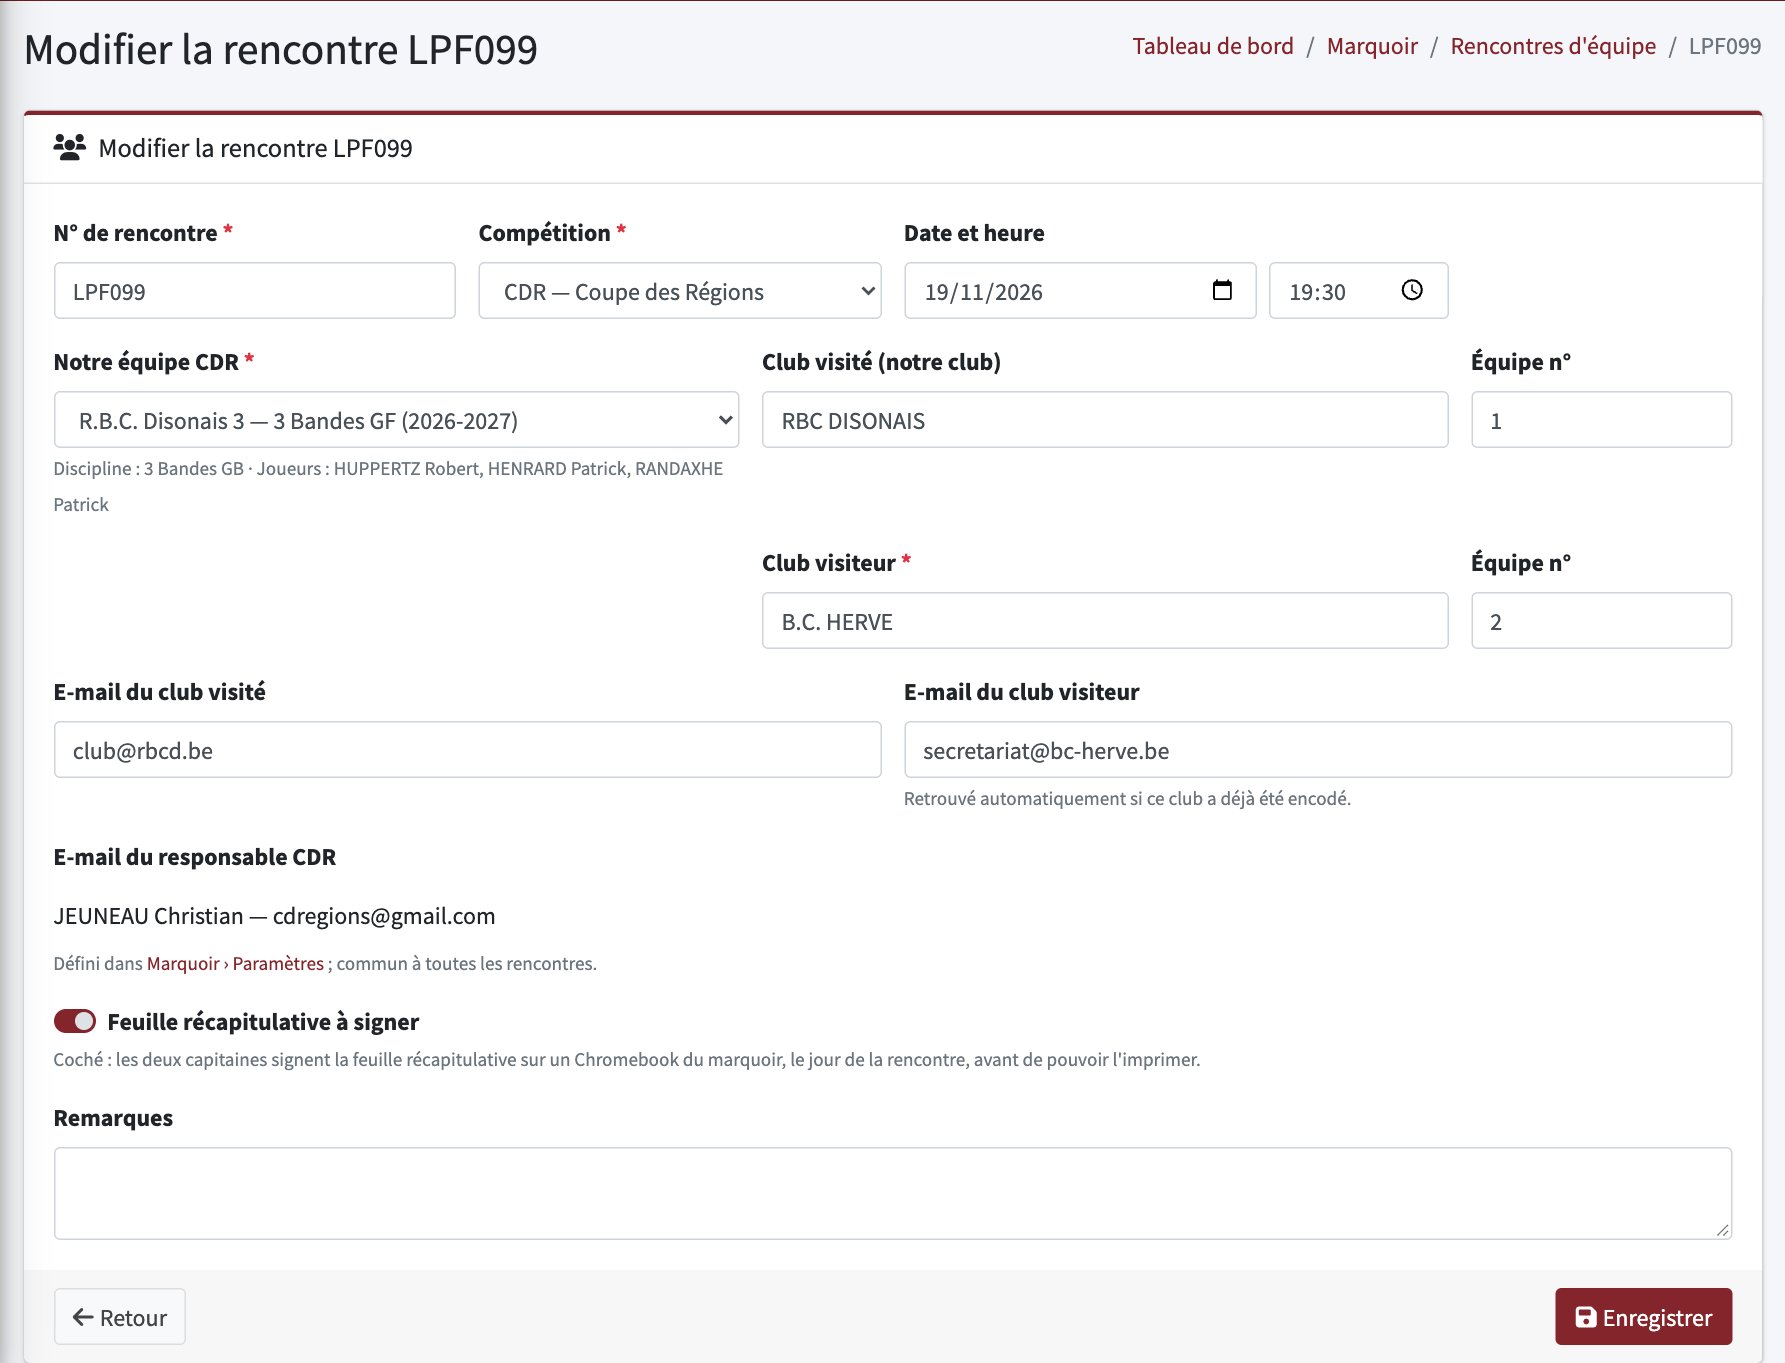 Modifier la rencontre LPF099
Tableau de bord / Marquoir / Rencontres d'équipe / LPF099
Modifier la rencontre LPF099
N° de rencontre * Compétition * Date et heure
LPF099 CDR — Coupe des Régions 19/11/2026 19:30
Notre équipe CDR * Club visité (notre club) Équipe n°
R.B.C. Disonais 3 — 3 Bandes GF (2026-2027) RBC DISONAIS 1
Discipline : 3 Bandes GB · Joueurs : HUPPERTZ Robert, HENRARD Patrick, RANDAXHE
Patrick
Club visiteur * Équipe n°
B.C. HERVE 2
E-mail du club visité E-mail du club visiteur
club@rbcd.be secretariat@bc-herve.be
Retrouvé automatiquement si ce club a déjà été encodé.
E-mail du responsable CDR
JEUNEAU Christian — cdregions@gmail.com
Défini dans Marquoir › Paramètres ; commun à toutes les rencontres.
Feuille récapitulative à signer
Coché : les deux capitaines signent la feuille récapitulative sur un Chromebook du marquoir, le jour de la rencontre, avant de pouvoir l'imprimer.
Remarques
Retour Enregistrer